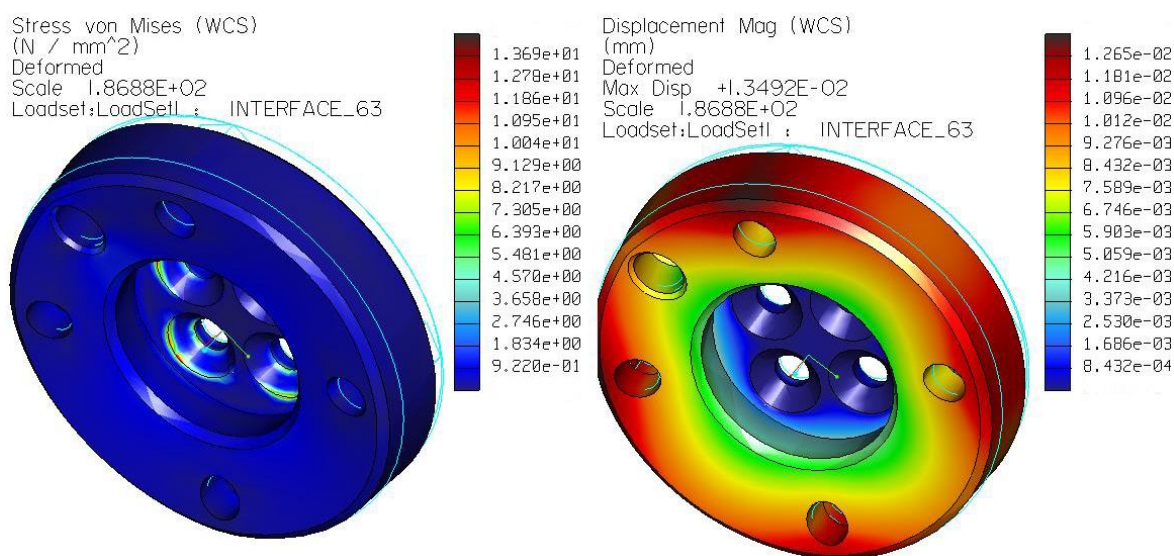 Stress von Mises (WCS)
(N / mm^2)
Deformed
Scale 1.8688E+02
Loadset:LoadSet1 : INTERFACE_63
1.369e+01
1.278e+01
1.186e+01
1.095e+01
1.004e+01
9.129e+00
8.217e+00
7.305e+00
6.393e+00
5.481e+00
4.570e+00
3.658e+00
2.746e+00
1.834e+00
9.220e-01
Displacement Mag (WCS)
(mm)
Deformed
Max Disp +1.3492E-02
Scale 1.8688E+02
Loadset:LoadSet1 : INTERFACE_63
1.265e-02
1.181e-02
1.096e-02
1.012e-02
9.276e-03
8.432e-03
7.589e-03
6.746e-03
5.903e-03
5.059e-03
4.216e-03
3.373e-03
2.530e-03
1.686e-03
8.432e-04